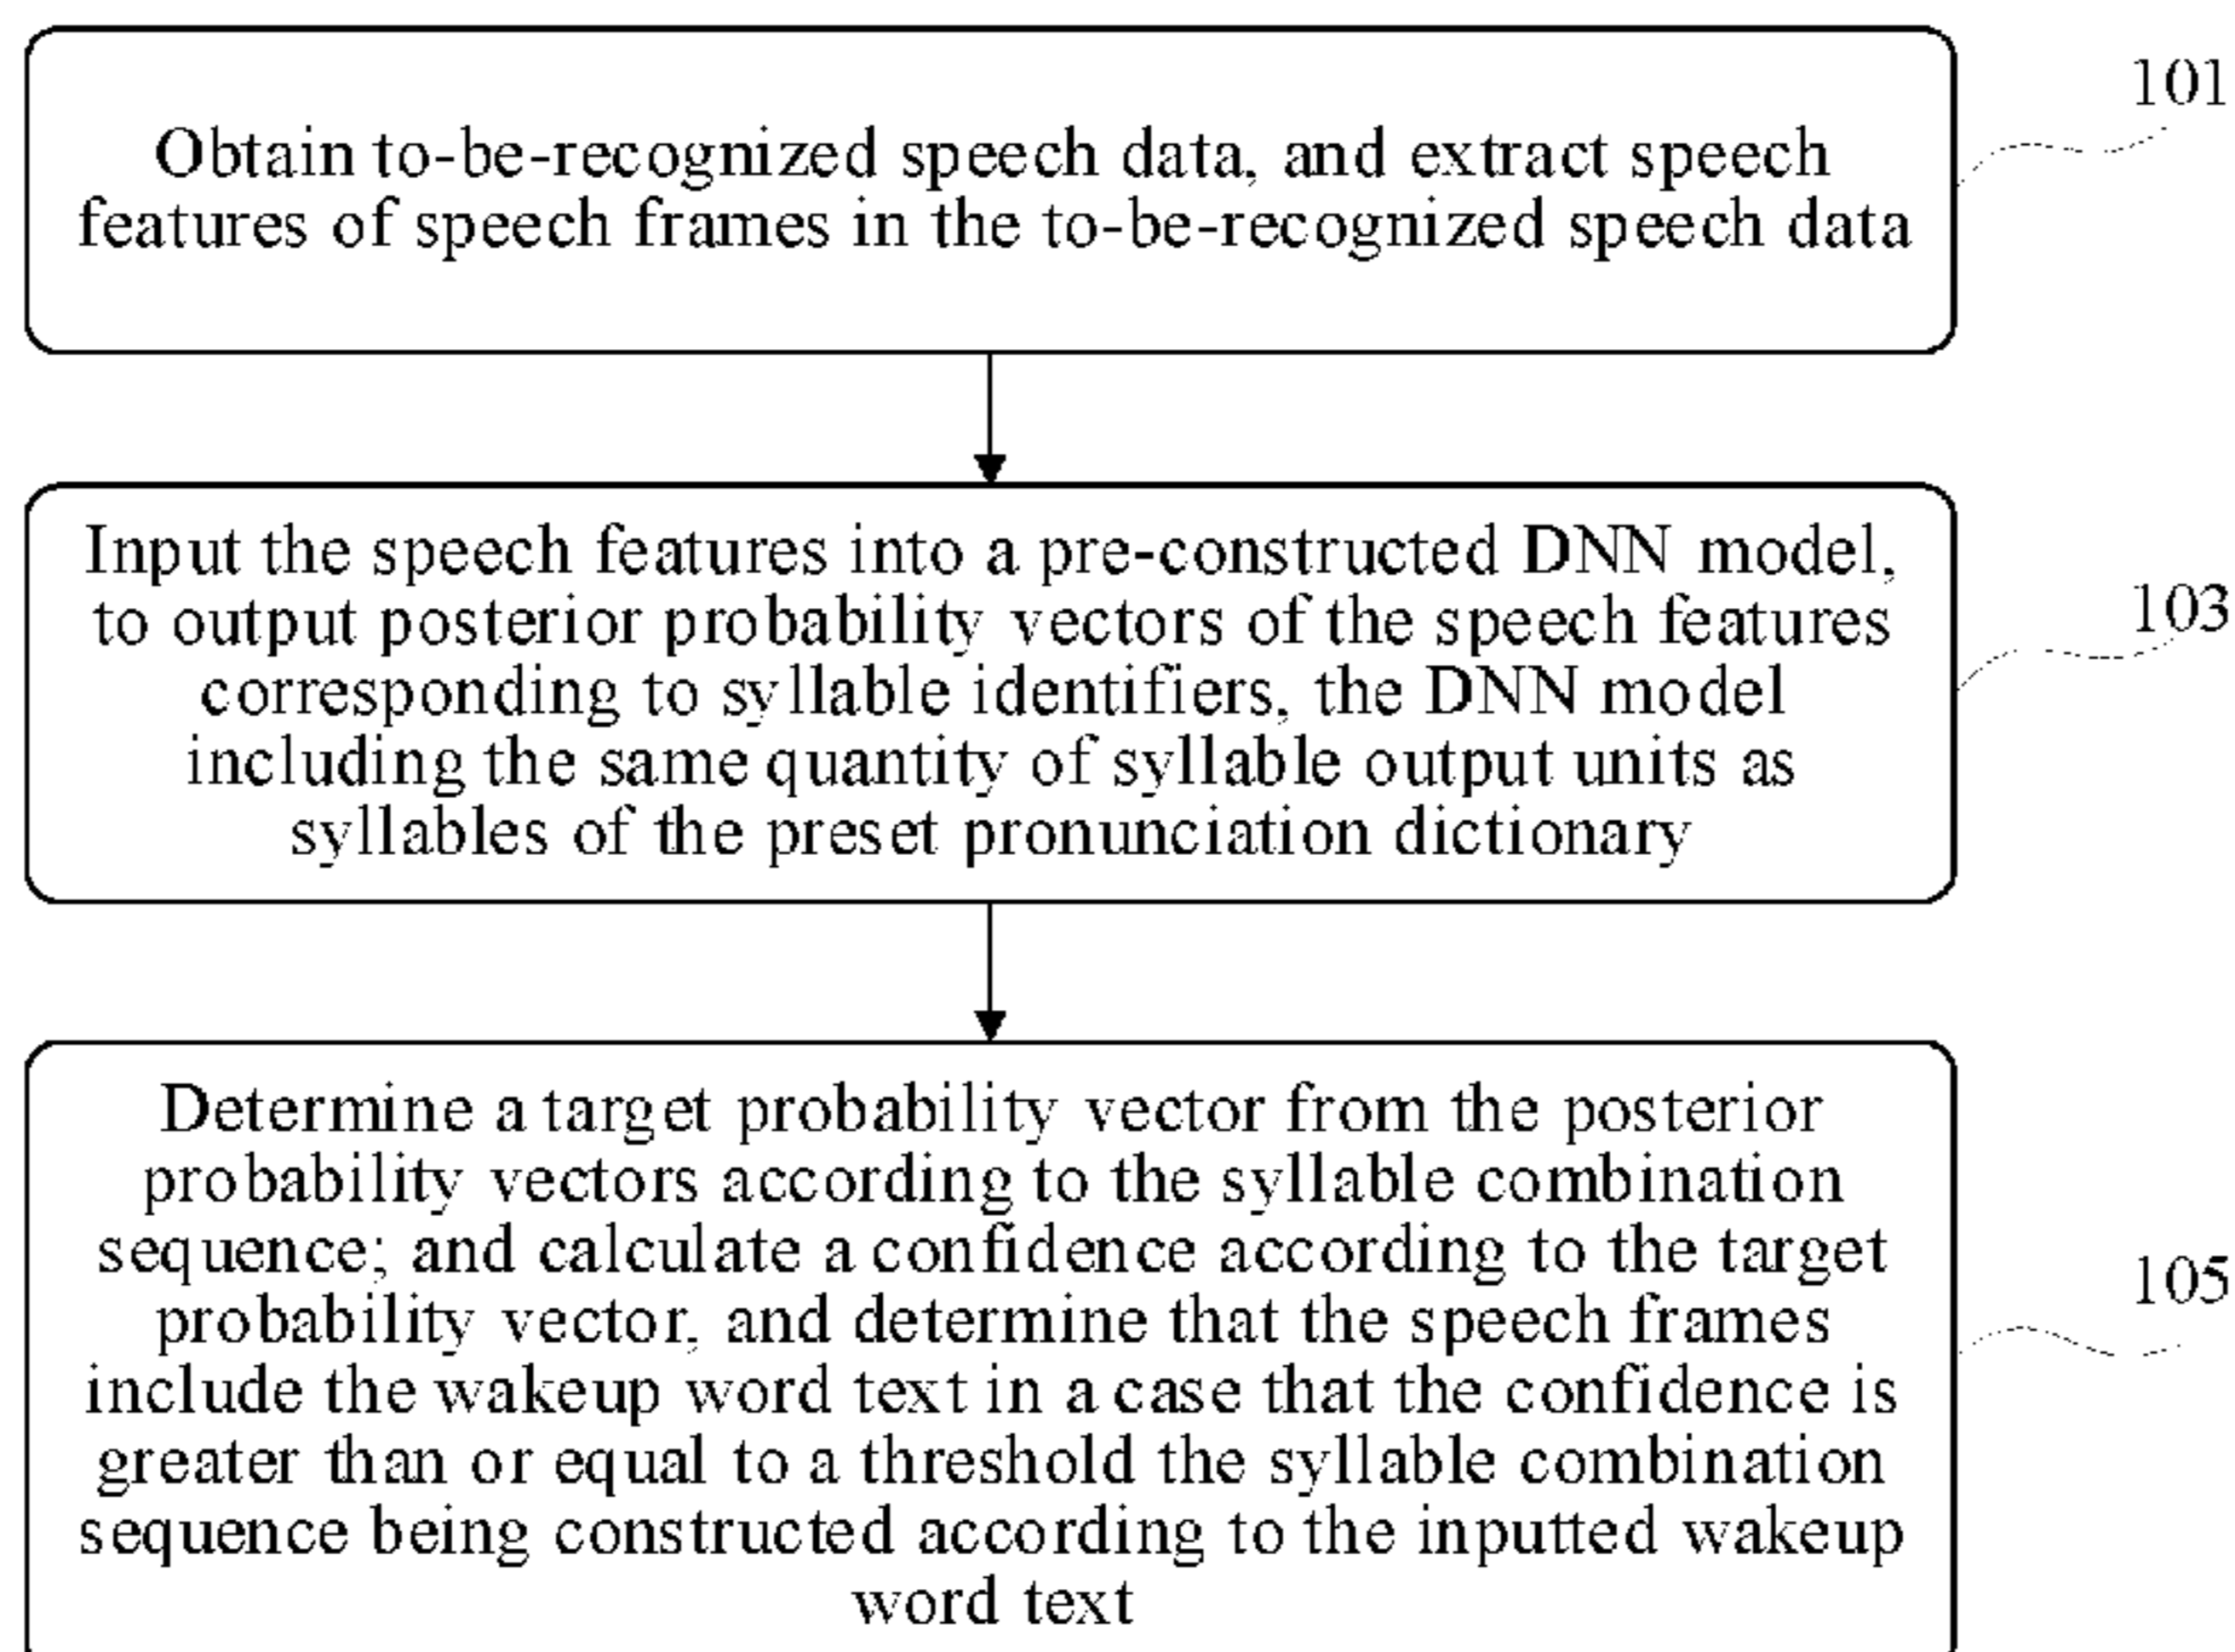 101
Obtain to-be-recognized speech data, and extract speech
features of speech frames in the to-be-recognized speech data
Input the speech features into a pre-constructed DNN model,
103
to output posterior probability vectors of the speech features
corresponding to syllable identifiers, the DNN model
including the same quantity of syllable output units as
syllables of the preset pronunciation dictionary
Determine a target probability vector from the posterior
probability vectors according to the syllable combination
sequence; and calculate a confidence according to the target
105
probability vector, and determine that the speech frames
include the wakeup word text in a case that the confidence is
greater than or equal to a threshold the syllable combination
sequence being constructed according to the inputted wakeup
word text